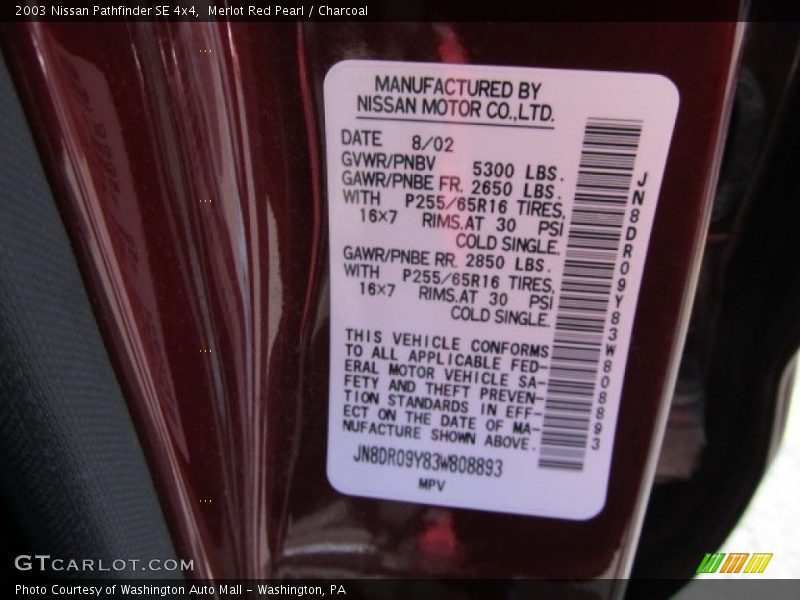 2003 Nissan Pathfinder SE 4x4, Merlot Red Pearl / Charcoal
MANUFACTURED BY
NISSAN MOTOR CO.,LTD.
DATE 8/02
GVWR/PNBV 5300 LBS.
GAWR/PNBE FR. 2650 LBS.
WITH P255/65R16 TIRES,
16×7 RIMS.AT 30 PSI
COLD SINGLE.
GAWR/PNBE RR. 2850 LBS.
WITH P255/65R16 TIRES,
16×7 RIMS.AT 30 PSI
COLD SINGLE.
THIS VEHICLE CONFORMS
TO ALL APPLICABLE FED-
ERAL MOTOR VEHICLE SA-
FETY AND THEFT PREVEN-
TION STANDARDS IN EFF-
ECT ON THE DATE OF MA-
NUFACTURE SHOWN ABOVE.
JN8DR09Y83W808893
MPV
JN8DR09Y83W808893
GTCARLOT.COM
Photo Courtesy of Washington Auto Mall - Washington, PA